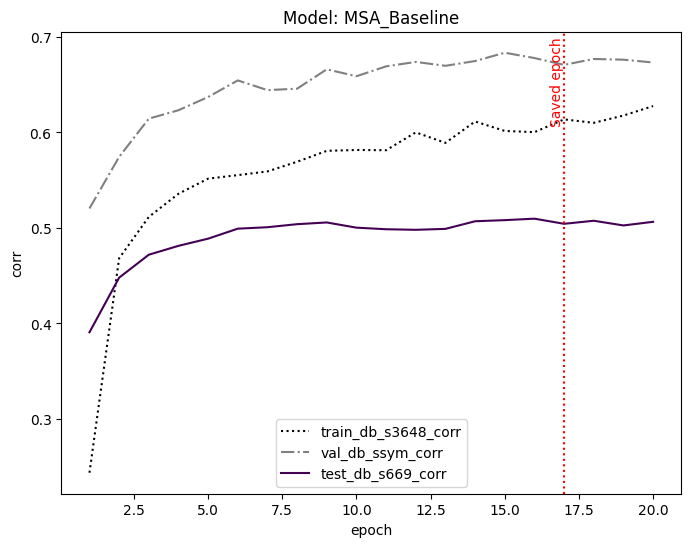 Model: MSA_Baseline
0.7
0.6
0.5
0.4
0.3
corr
Saved epoch
train_db_s3648_corr
val_db_ssym_corr
test_db_s669_corr
2.5 5.0 7.5 10.0 12.5 15.0 17.5 20.0
epoch